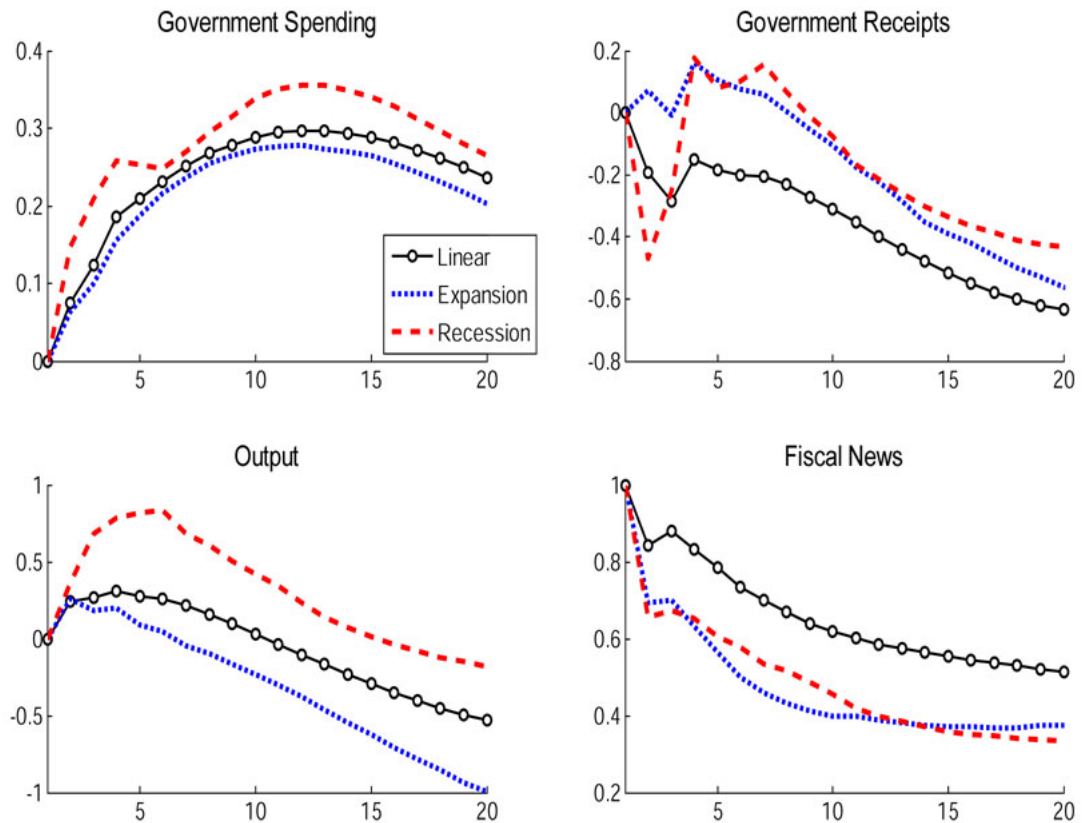 Government Spending
Government Receipts
0.4
0.3
0.2
0.1
0
5 10 15 20
Linear
Expansion
Recession
0.2
0
-0.2
-0.4
-0.6
-0.8
5 10 15 20
Output
Fiscal News
1
0.5
0
-0.5
-1
5 10 15 20
1
0.8
0.6
0.4
0.2
5 10 15 20